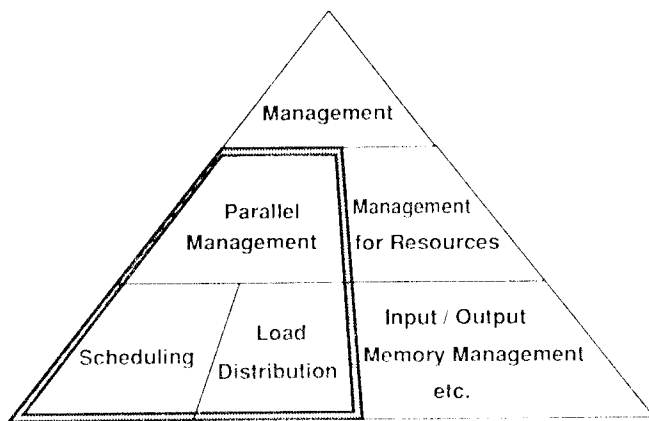 Management
Parallel
Management
Management
for Resources
Scheduling
Load
Distribution
Input / Output
Memory Management
etc.